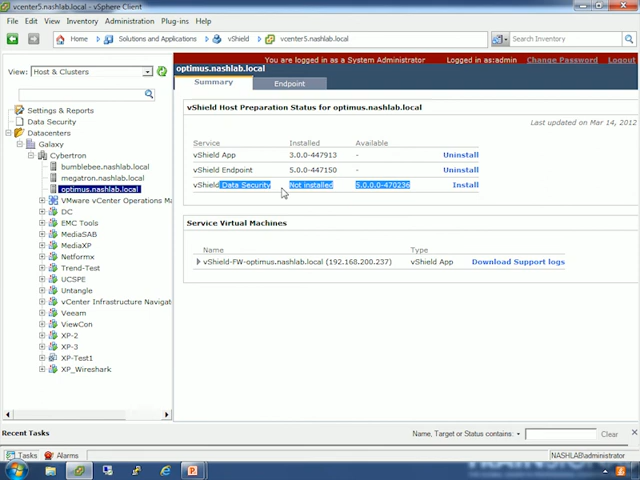 vcenter5.nashlab.local - vSphere Client
File Edit View Inventory Administration Plug-ins Help
Home Solutions and Applications vShield vcenter5.nashlab.local Search Inventory
View: Host & Clusters
You are logged in as a System Administrator Logged in as:admin Change Password Logout
optimus.nashlab.local
Summary Endpoint
vShield Host Preparation Status for optimus.nashlab.local
Last updated on Mar 14, 2012
Service Installed Available
vShield App 3.0.0-447913 Uninstall
vShield Endpoint 5.0.0-447150 Uninstall
vShield Data Security Not installed 5.0.0.0-470236 Install
Service Virtual Machines
Name Type
vShield-FW-optimus.nashlab.local (192.168.200.237) vShield App Download Support logs
Settings & Reports
Data Security
Datacenters
Galaxy
Cybertron
bumblebee.nashlab.local
megatron.nashlab.local
optimus.nashlab.local
VMware vCenter Operations Ma
DC
EMC Tools
MediaSAB
MediaXP
Netformx
Trend-Test
UCSPE
Untangle
vCenter Infrastructure Navigat
Veeam
ViewCon
XP-2
XP-3
XP-Test1
XP_Wireshark
Recent Tasks Name, Target or Status contains: Clear
Tasks Alarms NASHLAB\administrator